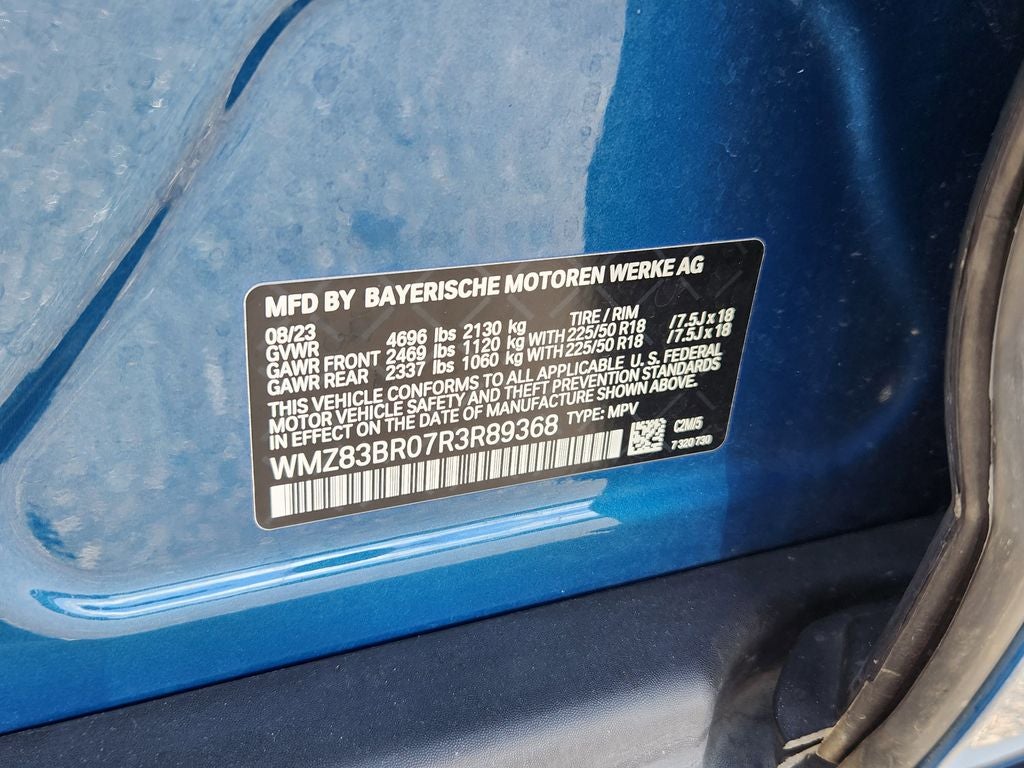 MFD BY BAYERISCHE MOTOREN WERKE AG
08/23 TIRE / RIM
GVWR 4696 lbs 2130 kg
GAWR FRONT 2469 lbs 1120 kg WITH 225/50 R18 /7.5J x 18
GAWR REAR 2337 lbs 1060 kg WITH 225/50 R18 /7.5J x 18
THIS VEHICLE CONFORMS TO ALL APPLICABLE U.S. FEDERAL
MOTOR VEHICLE SAFETY AND THEFT PREVENTION STANDARDS
IN EFFECT ON THE DATE OF MANUFACTURE SHOWN ABOVE.
WMZ83BR07R3R89368 TYPE: MPV
C2M/5
7 320 730